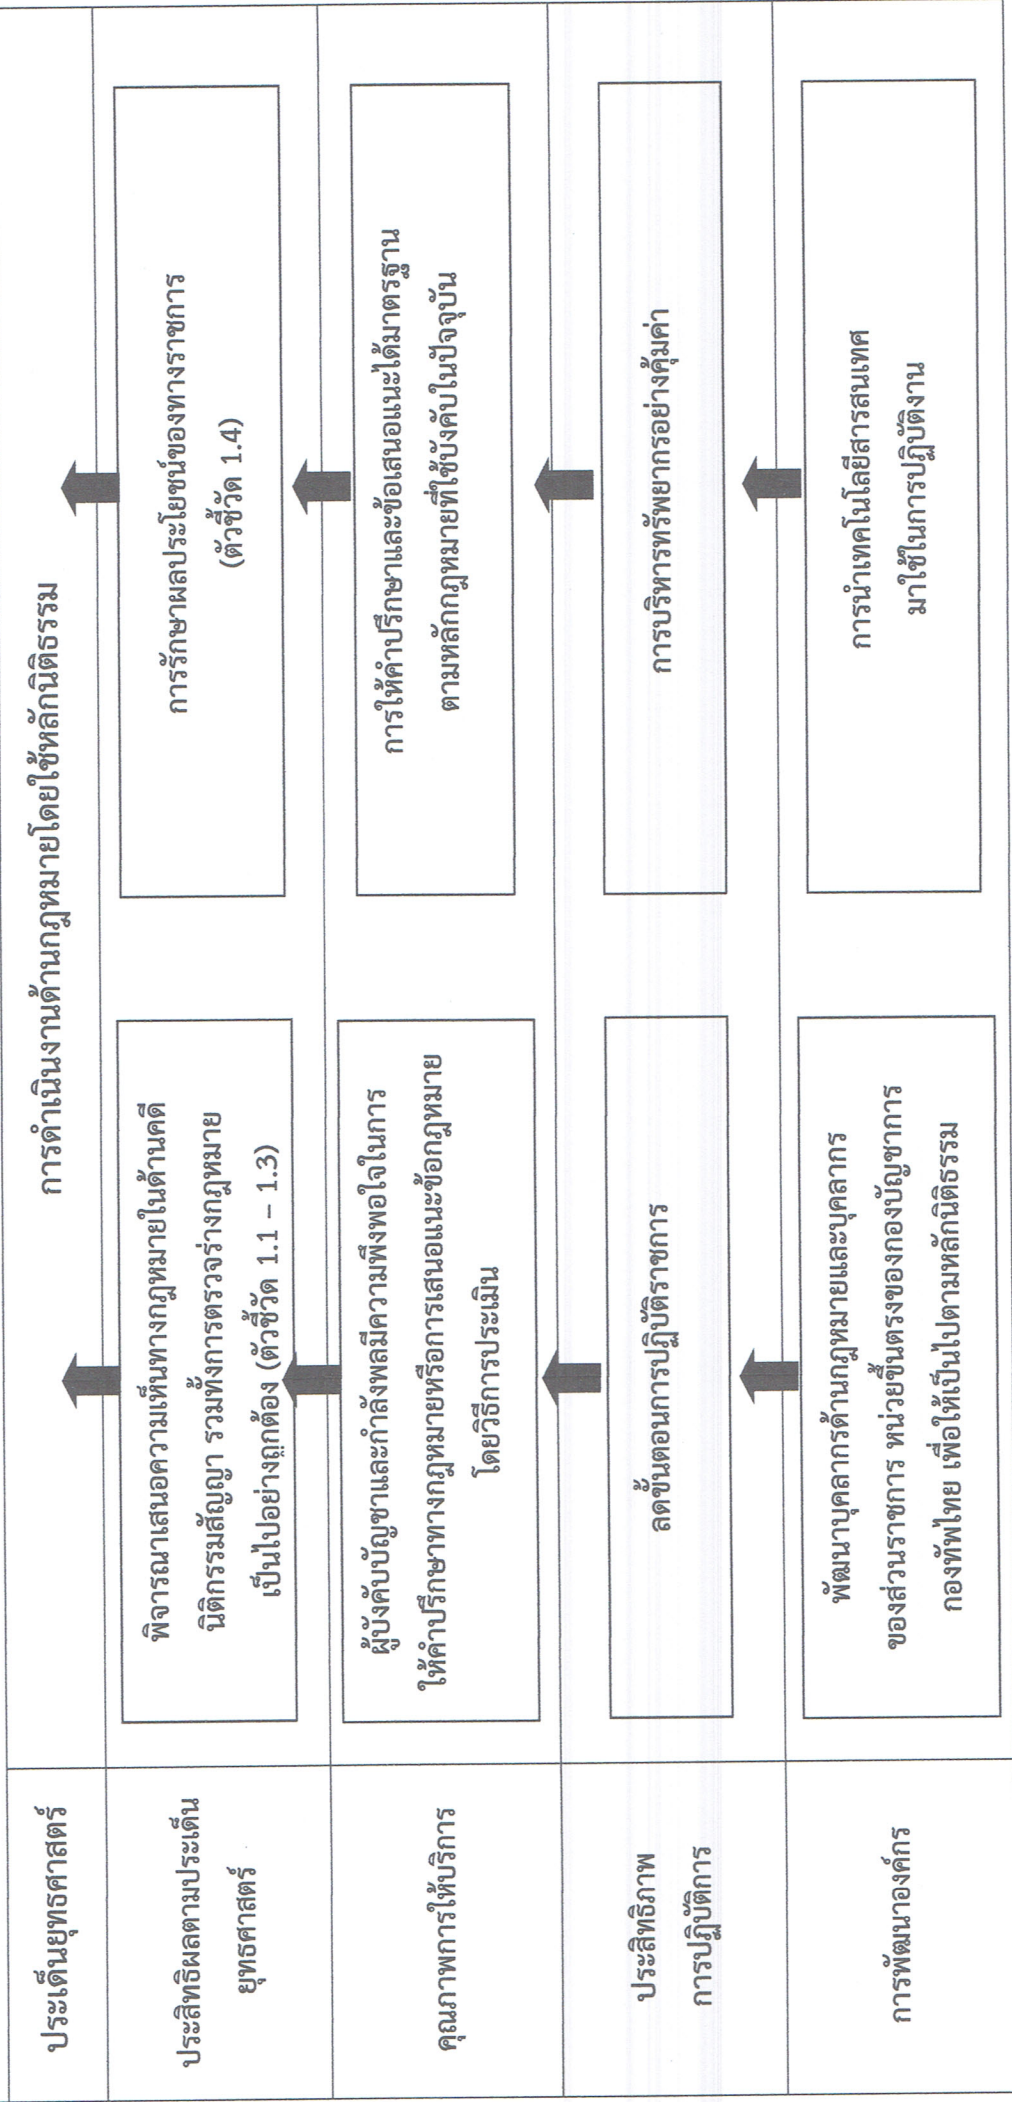 ประเด็นยุทธศาสตร์
การดำเนินงานด้านกฎหมายโดยใช้หลักนิติธรรม
ประสิทธิผลตามประเด็น
ยุทธศาสตร์
พิจารณาเสนอความเห็นทางกฎหมายในด้านคดี
นิติกรรมสัญญา รวมทั้งการตรวจร่างกฎหมาย
เป็นไปอย่างถูกต้อง (ตัวชี้วัด 1.1 – 1.3)
การรักษาผลประโยชน์ของทางราชการ
(ตัวชี้วัด 1.4)
คุณภาพการให้บริการ
ผู้บังคับบัญชาและกำลังพลมีความพึงพอใจในการ
ให้คำปรึกษาทางกฎหมายหรือการเสนอแนะข้อกฎหมาย
โดยวิธีการประเมิน
การให้คำปรึกษาและข้อเสนอแนะได้มาตรฐาน
ตามหลักกฎหมายที่ใช้บังคับในปัจจุบัน
ประสิทธิภาพ
การปฏิบัติการ
ลดขั้นตอนการปฏิบัติราชการ
การบริหารทรัพยากรอย่างคุ้มค่า
การพัฒนาองค์กร
พัฒนาบุคลากรด้านกฎหมายและบุคลากร
ของส่วนราชการ หน่วยขึ้นตรงของกองบัญชาการ
กองทัพไทย เพื่อให้เป็นไปตามหลักนิติธรรม
การนำเทคโนโลยีสารสนเทศ
มาใช้ในการปฏิบัติงาน